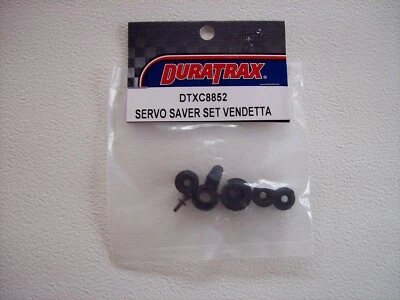 DURATRAX
DTXC8852
SERVO SAVER SET VENDETTA